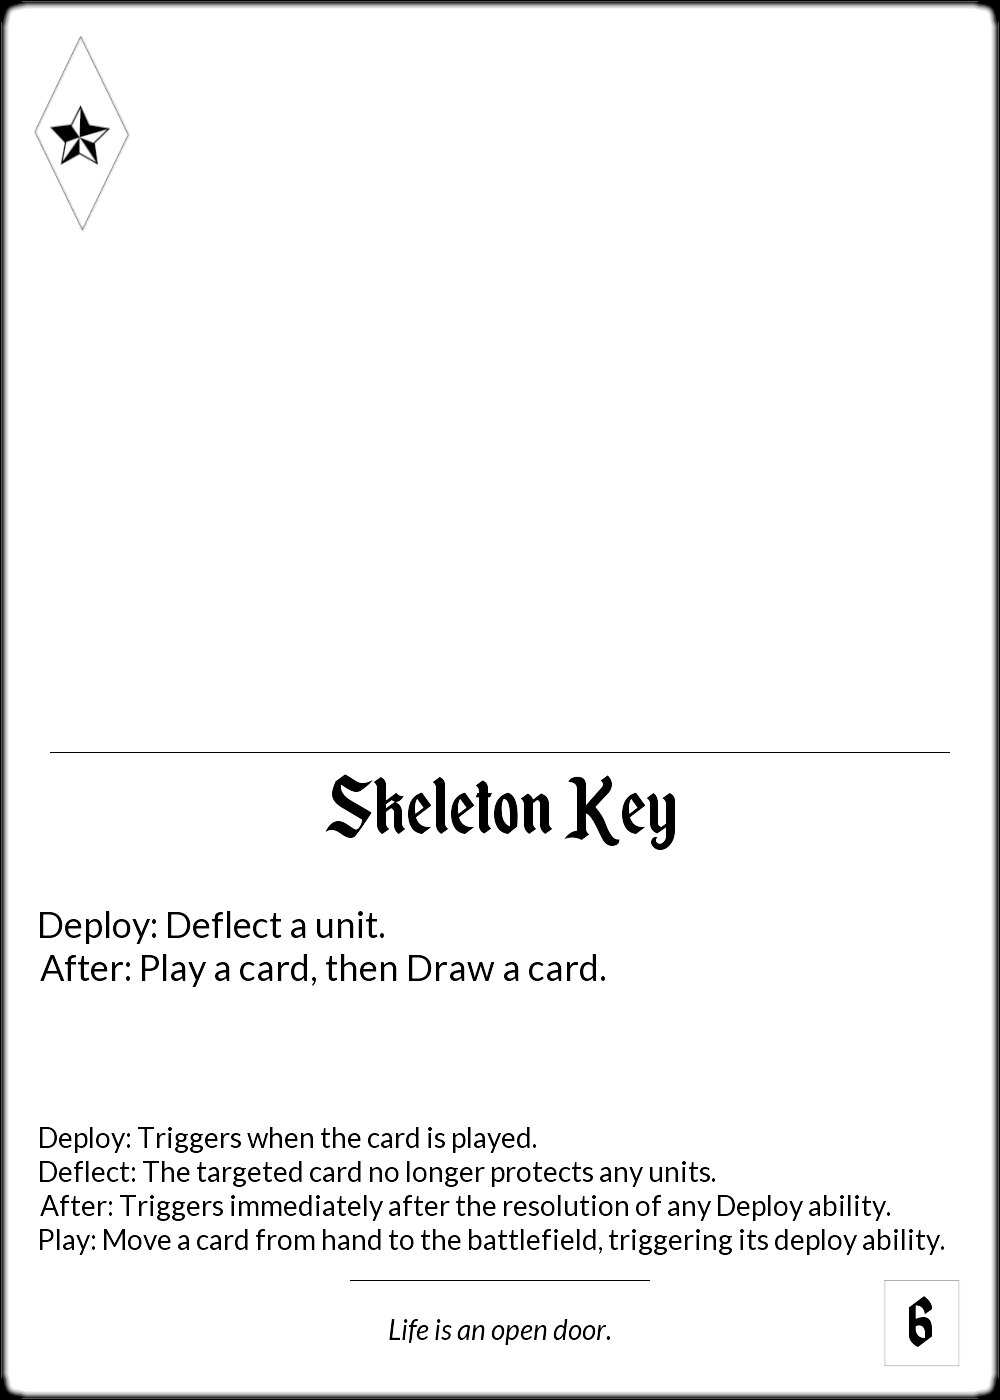 Skeleton Key
Deploy: Deflect a unit.
After: Play a card, then Draw a card.
Deploy: Triggers when the card is played.
Deflect: The targeted card no longer protects any units.
After: Triggers immediately after the resolution of any Deploy ability.
Play: Move a card from hand to the battlefield, triggering its deploy ability.
Life is an open door.
6